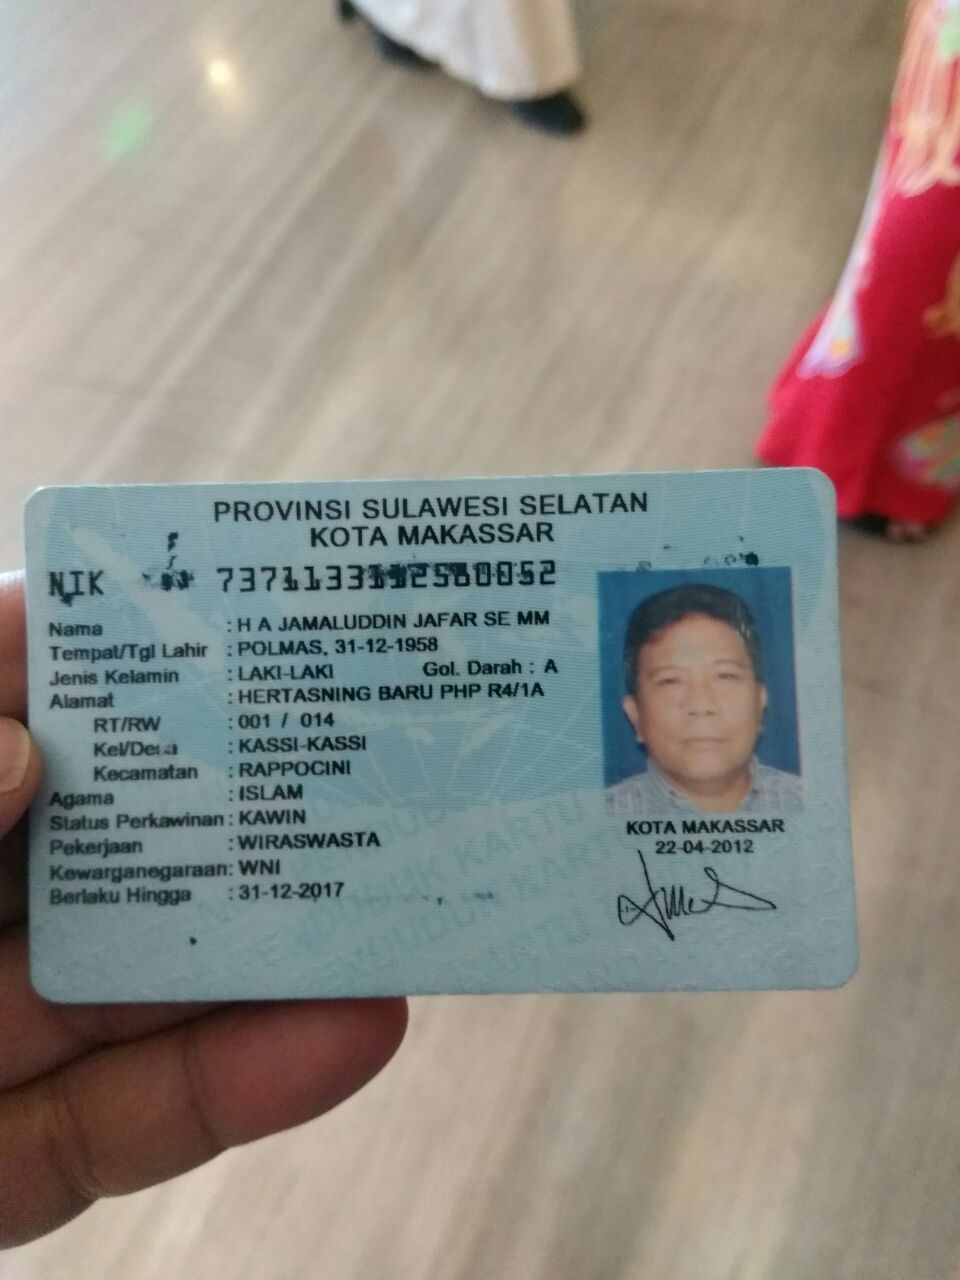 PROVINSI SULAWESI SELATAN
KOTA MAKASSAR
NIK
Nama : H A JAMALUDDIN JAFAR SE MM
Tempat/Tgl Lahir : POLMAS, 31-12-1958
Jenis Kelamin : LAKI-LAKI Gol. Darah : A
Alamat : HERTASNING BARU PHP R4/1A
RT/RW : 001 / 014
Kel/Desa : KASSI-KASSI
Kecamatan : RAPPOCINI
Agama : ISLAM
Status Perkawinan : KAWIN
Pekerjaan : WIRASWASTA
Kewarganegaraan: WNI
Berlaku Hingga : 31-12-2017
KOTA MAKASSAR
22-04-2012